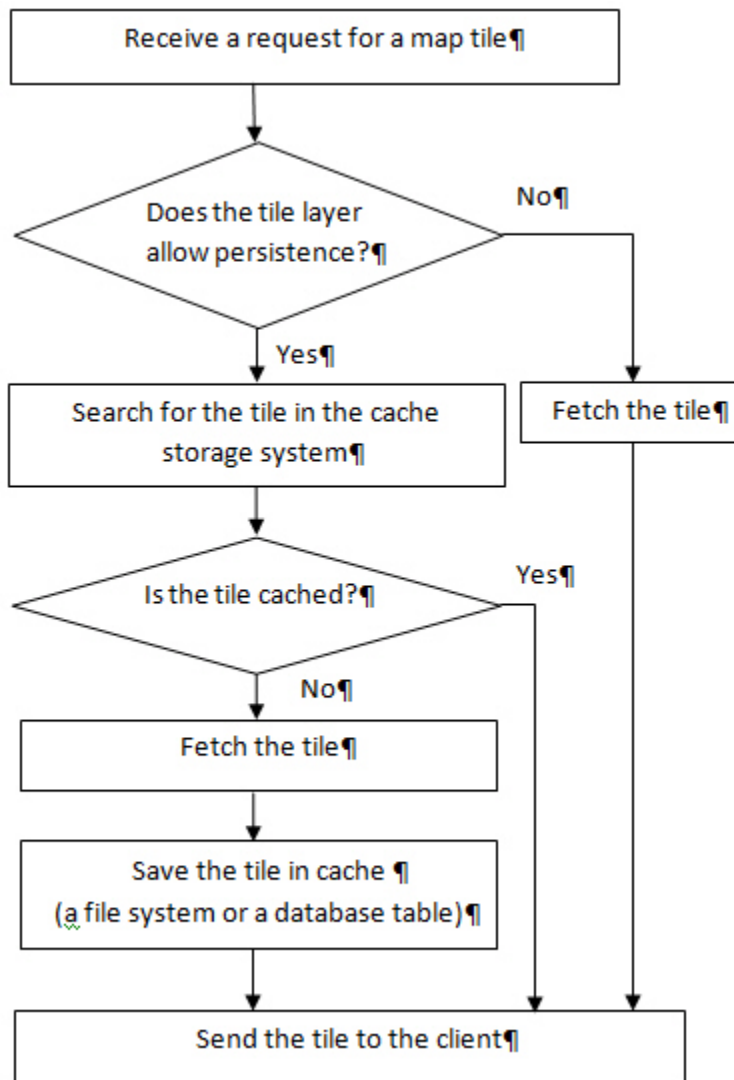 Receive a request for a map tile¶
Does the tile layer
allow persistence?¶
No¶
Yes¶
Search for the tile in the cache
storage system¶
Fetch the tile¶
Is the tile cached?¶
Yes¶
No¶
Fetch the tile¶
Save the tile in cache ¶
(a file system or a database table)¶
Send the tile to the client¶